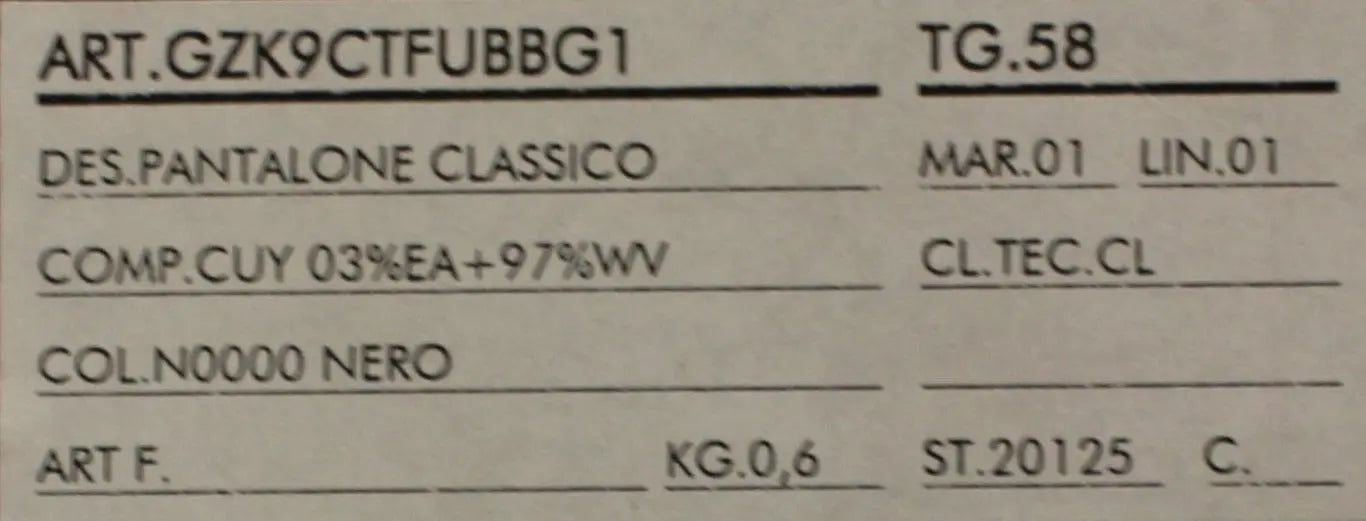 ART.GZK9CTFUBBG1 TG.58
DES.PANTALONE CLASSICO MAR.01 LIN.01
COMP.CUY 03%EA+97%WV CL.TEC.CL
COL.N0000 NERO
ART F. KG.0,6 ST.20125 C.